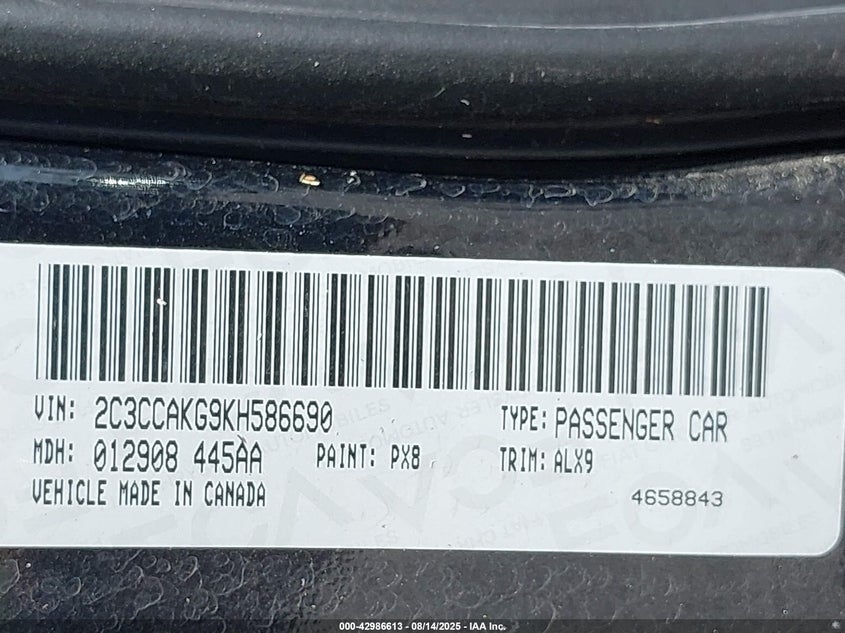 VIN: 2C3CCAKG9KH586690 TYPE: PASSENGER CAR
MDH: 012908 445AA PAINT: PX8 TRIM: ALX9
VEHICLE MADE IN CANADA 4658843
000-42986613 - 08/14/2025 - IAA Inc.